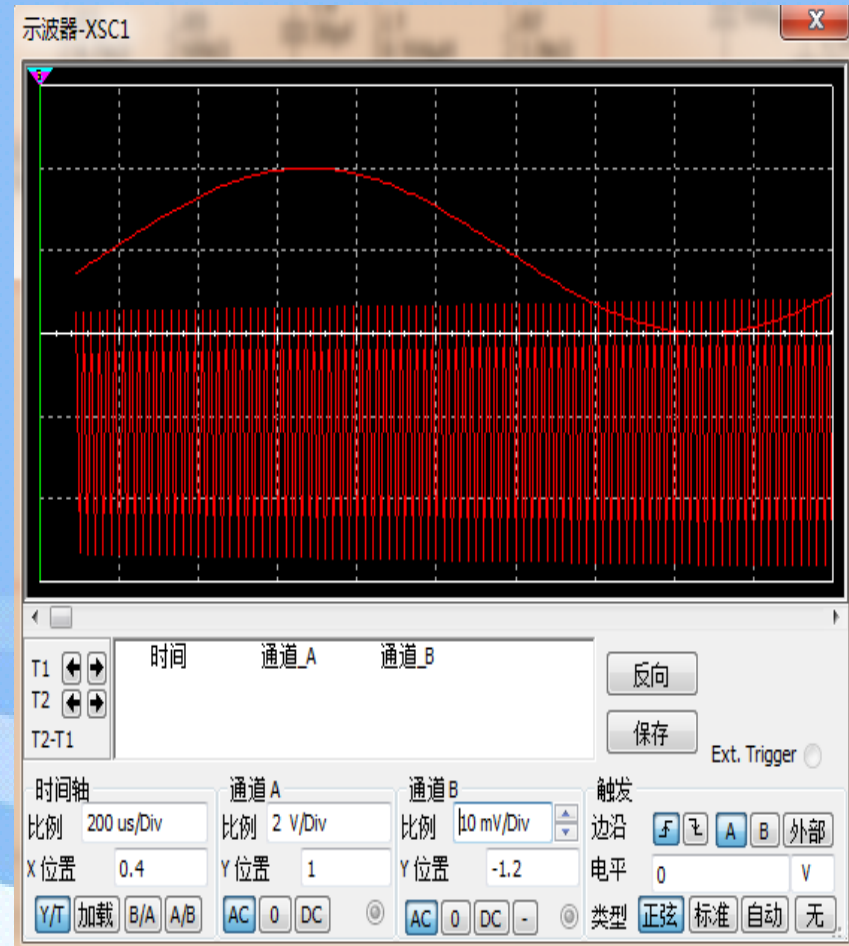 示波器-XSC1
时间 通道_A 通道_B
T1
T2
T2-T1
反向
保存
Ext. Trigger
时间轴
比例 200 us/Div
X 位置 0.4
Y/T 加载 B/A A/B
通道 A
比例 2 V/Div
Y 位置 1
AC 0 DC
通道 B
比例 10 mV/Div
Y 位置 -1.2
AC 0 DC -
触发
边沿 A B 外部
电平 0 V
类型 正弦 标准 自动 无